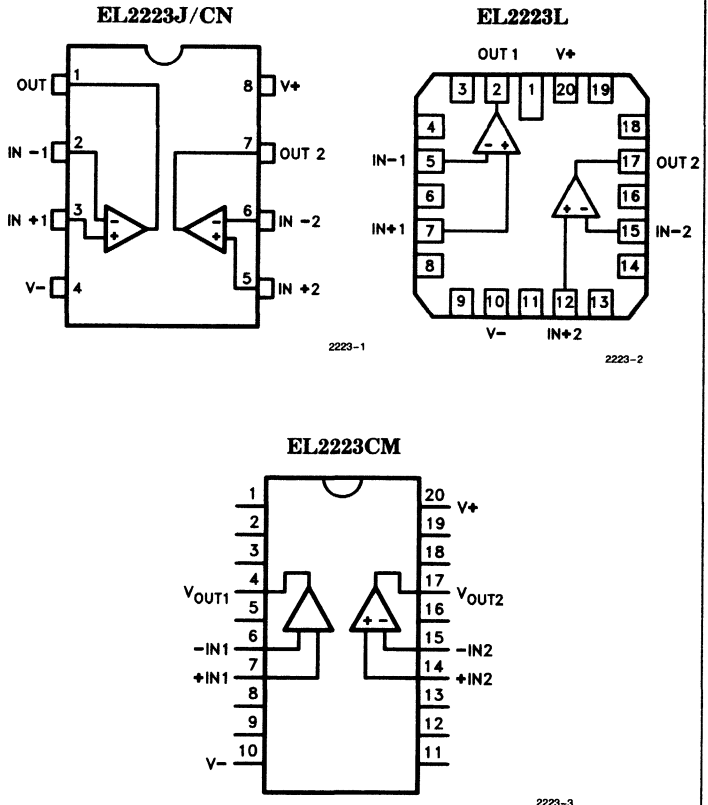 EL2223J/CN
OUT 1
8 V+
IN -1 2
7 OUT 2
IN +1 3
- +
- +
6 IN -2
V- 4
5 IN +2
2223-1
EL2223L
OUT 1 V+
3 2 1 20 19
4 18
IN-1 5 - + 17 OUT 2
6 + - 16
IN+1 7 15 IN-2
8 14
9 10 11 12 13
V- IN+2
2223-2
EL2223CM
1 20 V+
2 19
3 18
VOUT1 4 17 VOUT2
5 + - 16
-IN1 6 15 -IN2
+IN1 7 14 +IN2
8 13
9 12
V- 10 11
2223-3